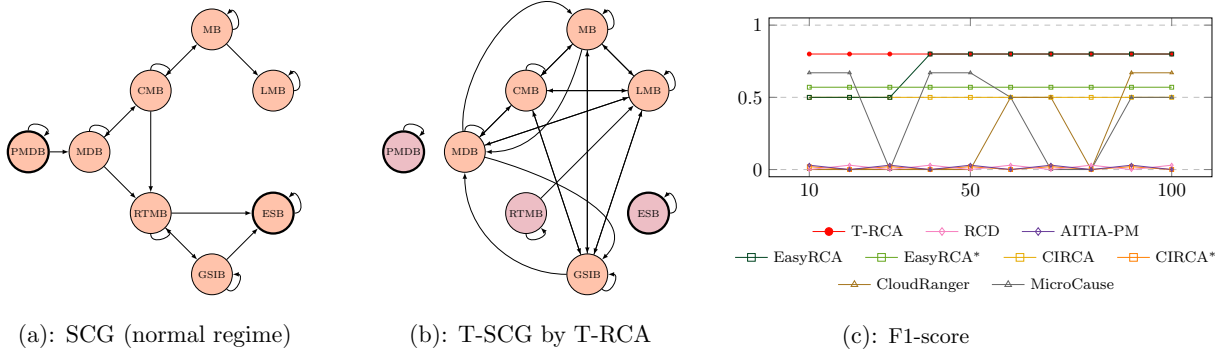 MB
CMB
LMB
PMDB
MDB
RTMB
ESB
GSIB
(a): SCG (normal regime)
MB
CMB
LMB
PMDB
MDB
RTMB
ESB
GSIB
(b): T-SCG by T-RCA
1
0.5
0
10 50 100
T-RCA RCD AITIA-PM
EasyRCA EasyRCA* CIRCA CIRCA*
CloudRanger MicroCause
(c): F1-score